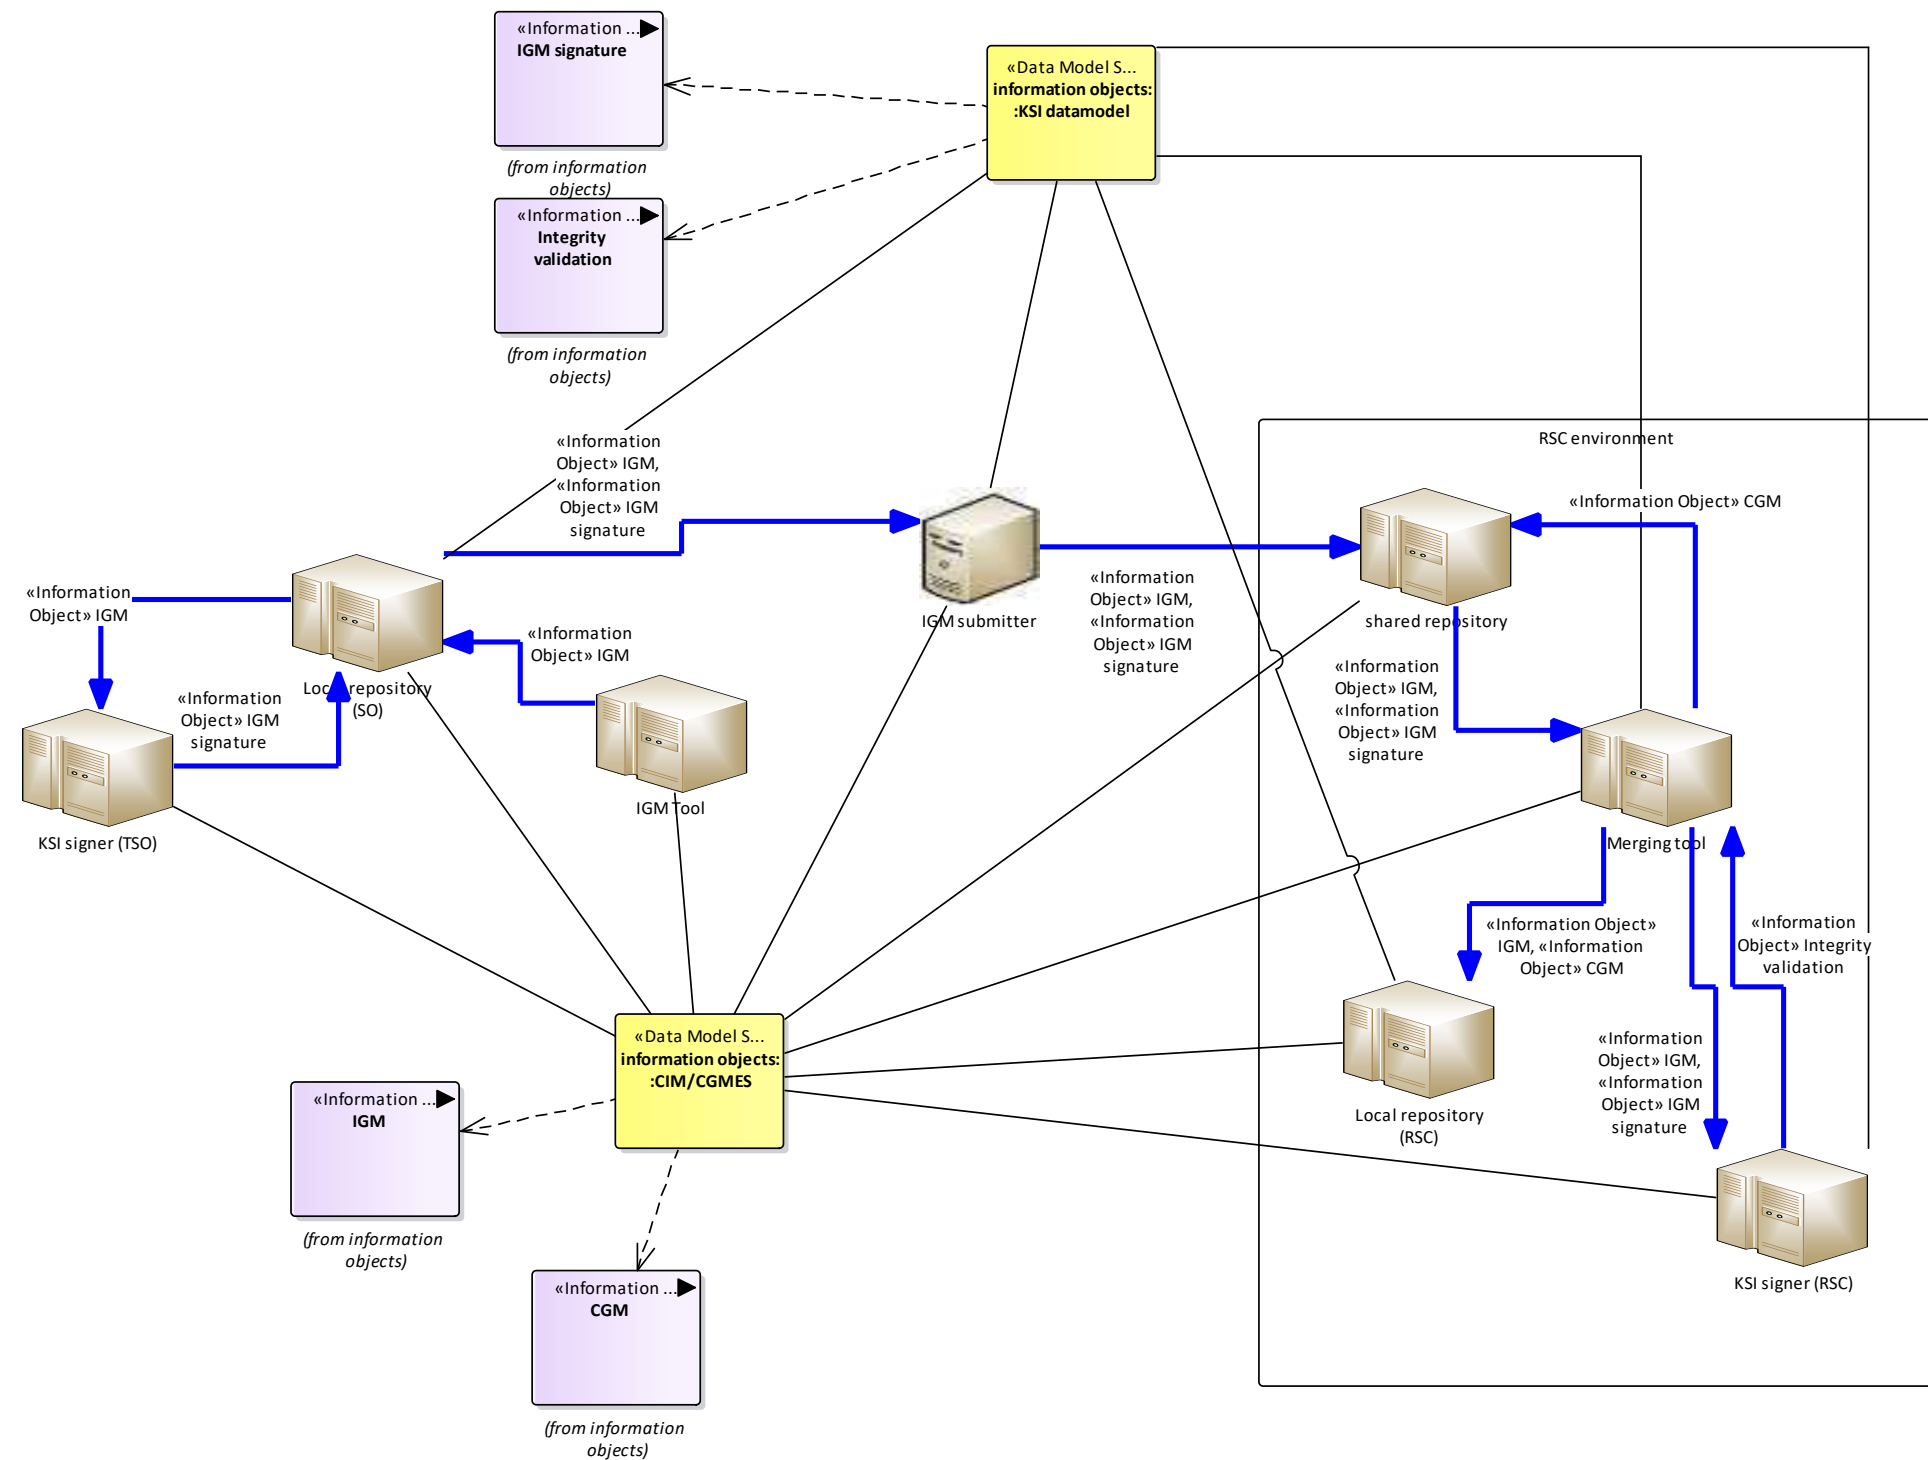 «Information ...
IGM signature
(from information
objects)
«Information ...
Integrity
validation
(from information
objects)
«Data Model S...
information objects:
:KSI datamodel
«Information
Object» IGM,
«Information
Object» IGM
signature
RSC environment
«Information Object» CGM
«Information
Object» IGM
«Information
Object» IGM
IGM submitter
«Information
Object» IGM,
«Information
Object» IGM
signature
shared repository
«Information
Object» IGM,
«Information
Object» IGM
signature
Local repository
(SO)
«Information
Object» IGM
signature
IGM Tool
KSI signer (TSO)
Merging tool
«Information Object»
IGM, «Information
Object» CGM
«Information
Object» Integrity
validation
«Data Model S...
information objects:
:CIM/CGMES
«Information
Object» IGM,
«Information
Object» IGM
signature
Local repository
(RSC)
«Information ...
IGM
(from information
objects)
KSI signer (RSC)
«Information ...
CGM
(from information
objects)